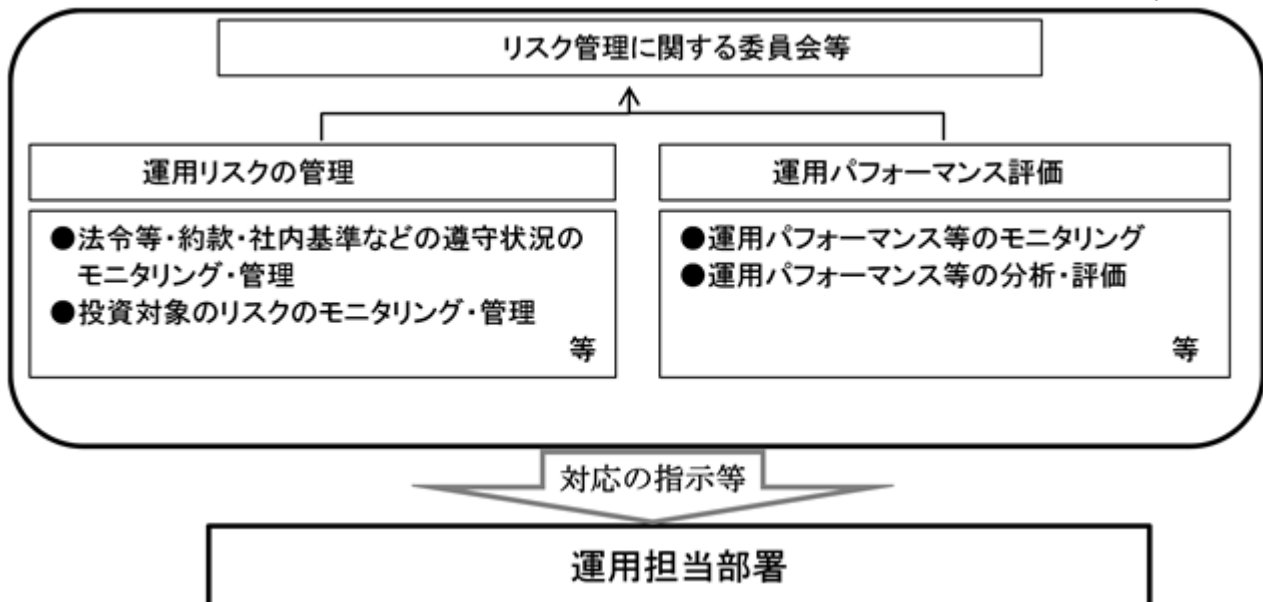 リスク管理に関する委員会等
運用リスクの管理
運用パフォーマンス評価
●法令等・約款・社内基準などの遵守状況の
モニタリング・管理
●投資対象のリスクのモニタリング・管理
等
●運用パフォーマンス等のモニタリング
●運用パフォーマンス等の分析・評価
等
対応の指示等
運用担当部署